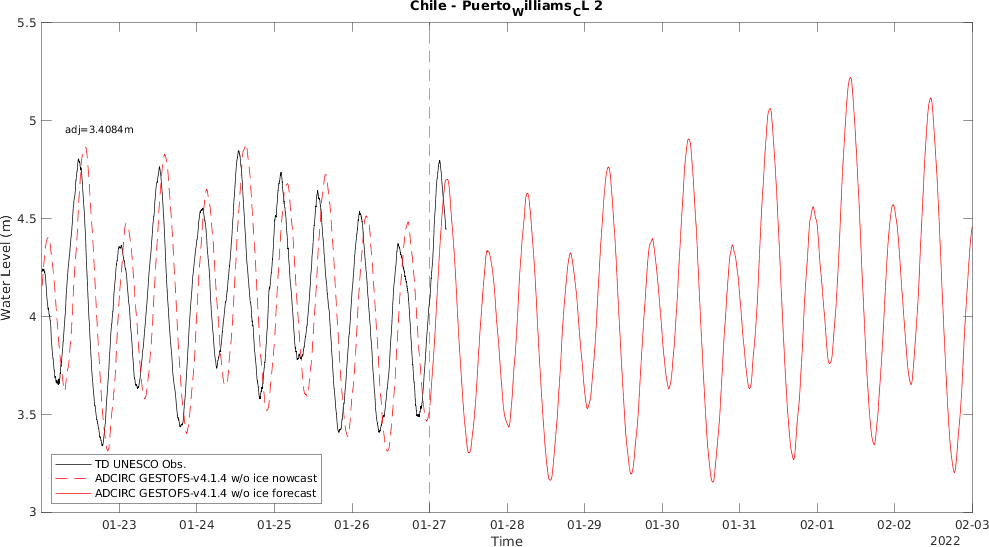 Chile - PuertoWilliamsCL 2
5.5
5
4.5
4
3.5
3
Water Level (m)
adj=3.4084m
TD UNESCO Obs.
ADCIRC GESTOFS-v4.1.4 w/o ice nowcast
ADCIRC GESTOFS-v4.1.4 w/o ice forecast
01-23 01-24 01-25 01-26 01-27 01-28 01-29 01-30 01-31 02-01 02-02 02-03
Time
2022